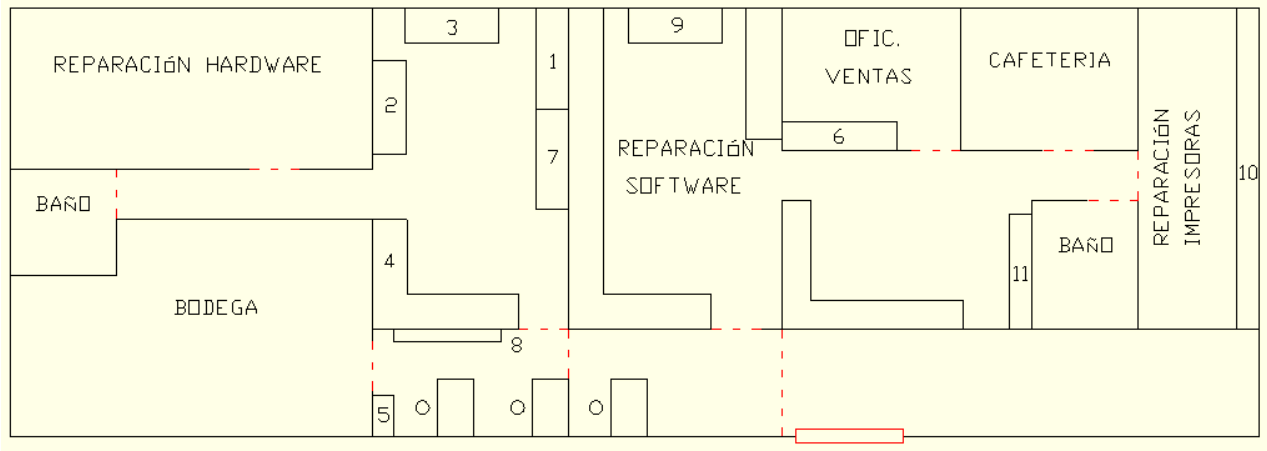 REPARACIóN HARDWARE
3
1
2
7
9
OFIC.
VENTAS
6
CAFETERIA
REPARACIóN
SOFTWARE
REPARACIóN
IMPRESORAS
10
BAñO
BAñO
4
11
BODEGA
8
5